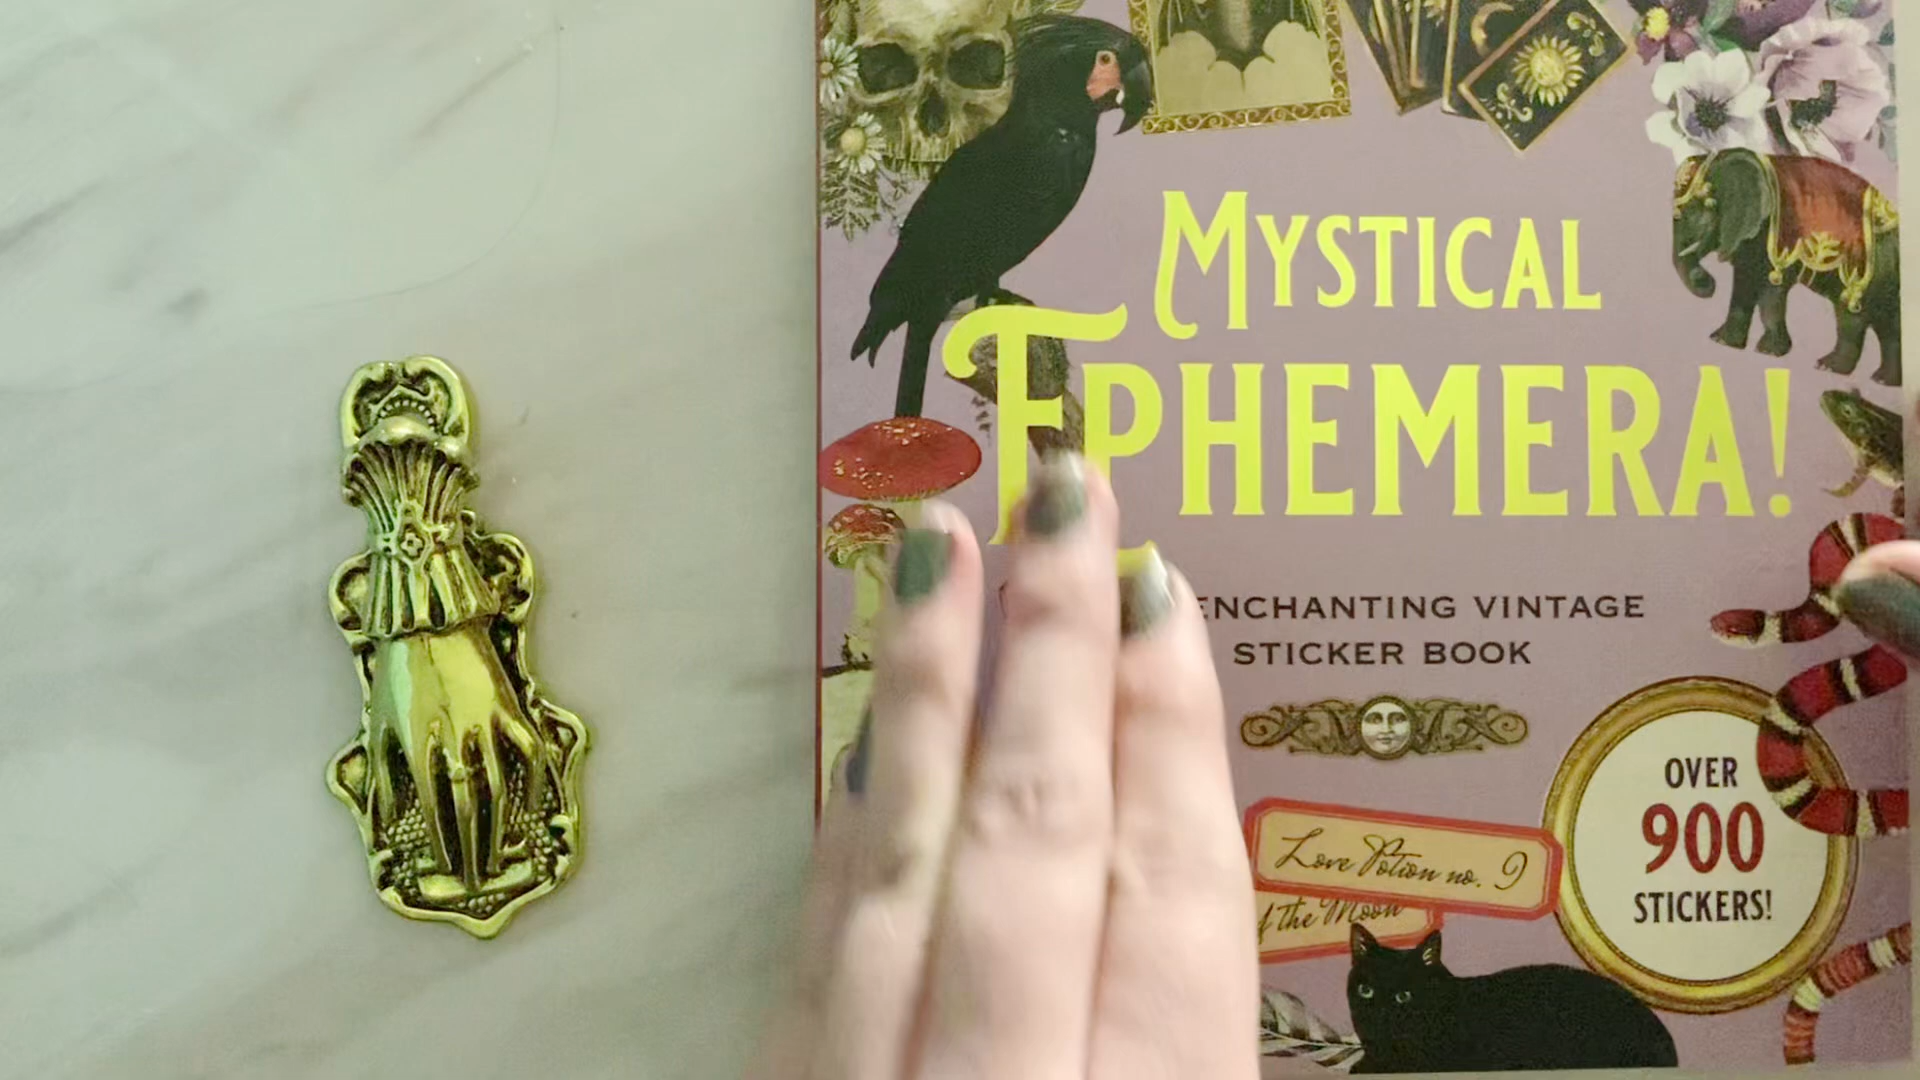 MYSTICAL
EPHEMERA!
ENCHANTING VINTAGE
STICKER BOOK
OVER
900
STICKERS!
Love Potion no. 9
of the Moon